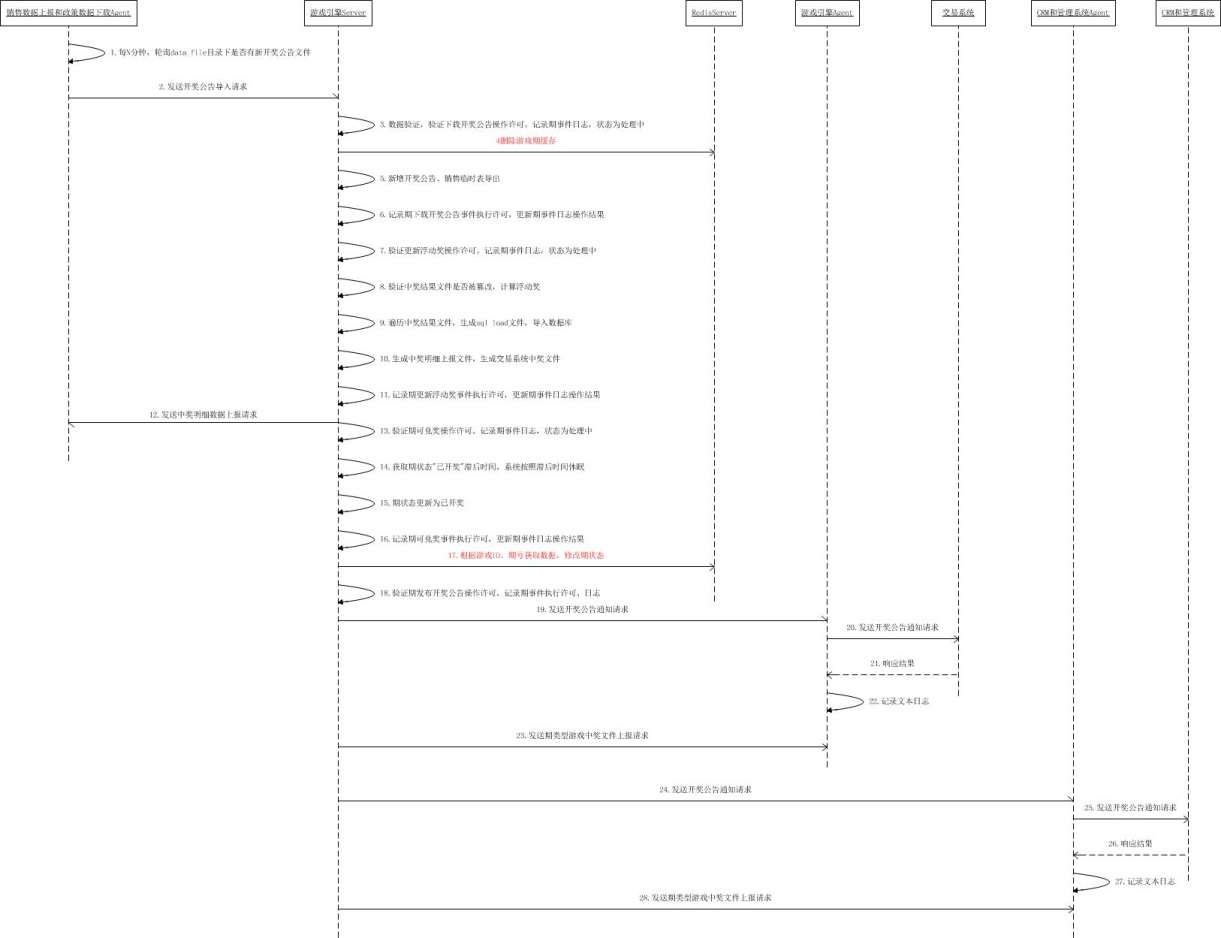 销售数据上报和政策数据下载Agent
游戏引擎Server
RedisServer
游戏引擎Agent
交易系统
CRM和管理系统Agent
CRM和管理系统
1.每N分钟，轮询data_file目录下是否有新开奖公告文件
2.发送开奖公告导入请求
3.数据验证，验证下载开奖公告操作许可，记录期事件日志，状态为处理中
4删除游戏期缓存
5.新增开奖公告、销售临时表导出
6.记录期下载开奖公告事件执行许可，更新期事件日志操作结果
7.验证更新浮动奖操作许可，记录期事件日志，状态为处理中
8.验证中奖结果文件是否被篡改，计算浮动奖
9.遍历中奖结果文件，生成sql load文件，导入数据库
10.生成中奖明细上报文件，生成交易系统中奖文件
11.记录期更新浮动奖事件执行许可，更新期事件日志操作结果
12.发送中奖明细数据上报请求
13.验证期可兑奖操作许可，记录期事件日志，状态为处理中
14.获取期状态"已开奖"滞后时间，系统按照滞后时间休眠
15.期状态更新为已开奖
16.记录期可兑奖事件执行许可，更新期事件日志操作结果
17.根据游戏ID、期号获取数据，修改期状态
18.验证期发布开奖公告操作许可，记录期事件执行许可、日志
19.发送开奖公告通知请求
20.发送开奖公告通知请求
21.响应结果
22.记录文本日志
23.发送期类型游戏中奖文件上报请求
24.发送开奖公告通知请求
25.发送开奖公告通知请求
26.响应结果
27.记录文本日志
28.发送期类型游戏中奖文件上报请求